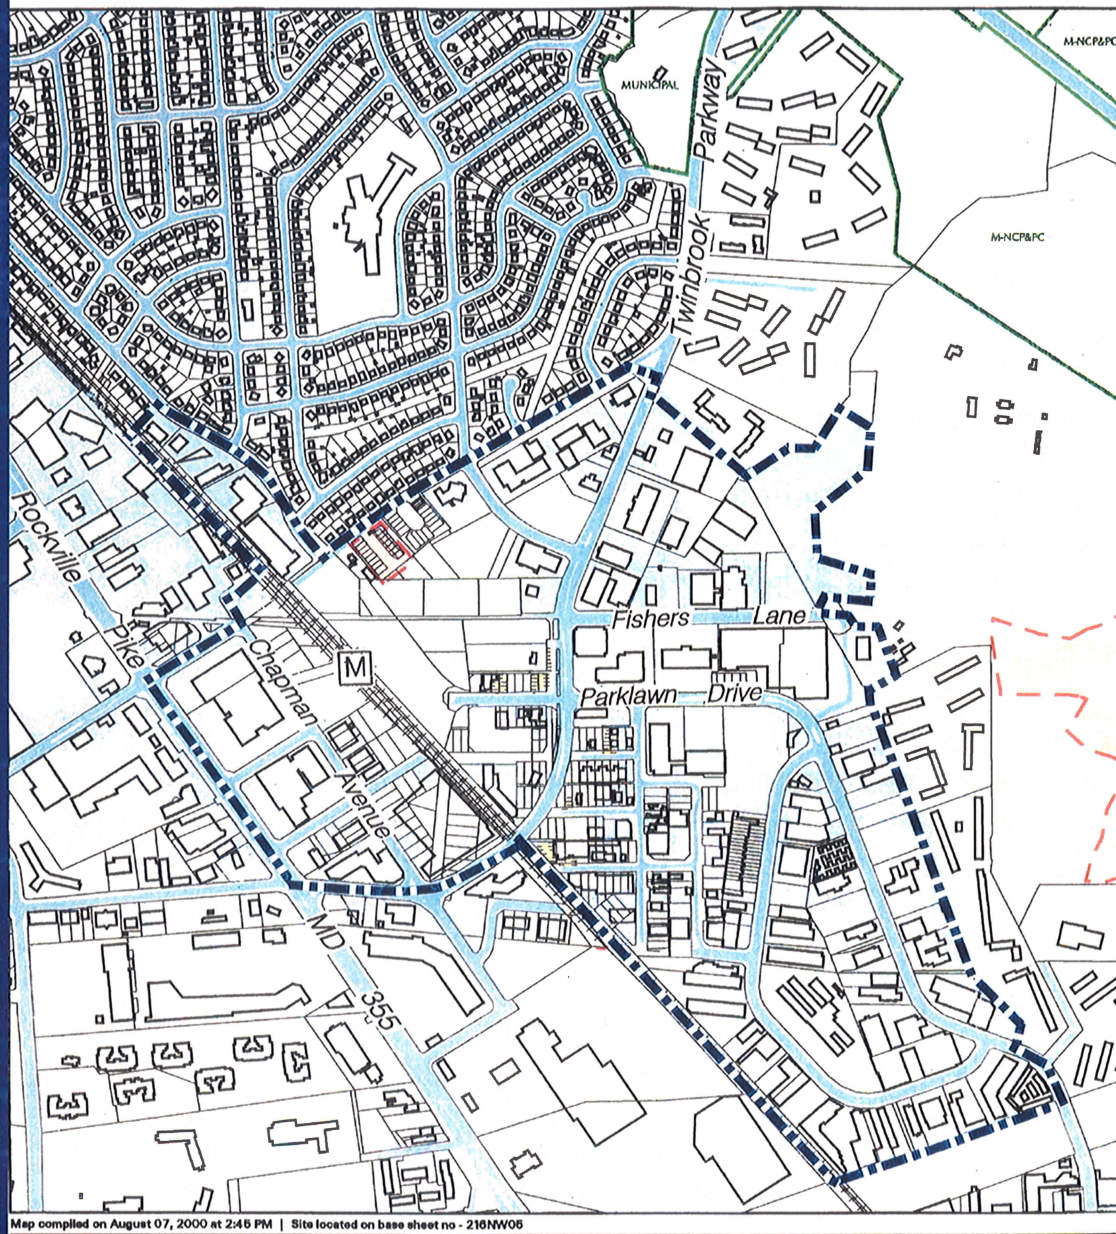 M-NCP&PC
MUNICIPAL
Parkway
M-NCP&PC
Twinbrook
Rockville
Pike
Fishers Lane
Chapman
Avenue
M
Parklawn Drive
MD
355
Map compiled on August 07, 2000 at 2:45 PM | Site located on base sheet no - 216NW05